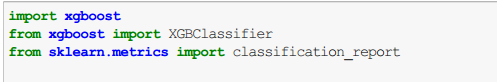 import xgboost
from xgboost import XGBClassifier
from sklearn.metrics import classification_report